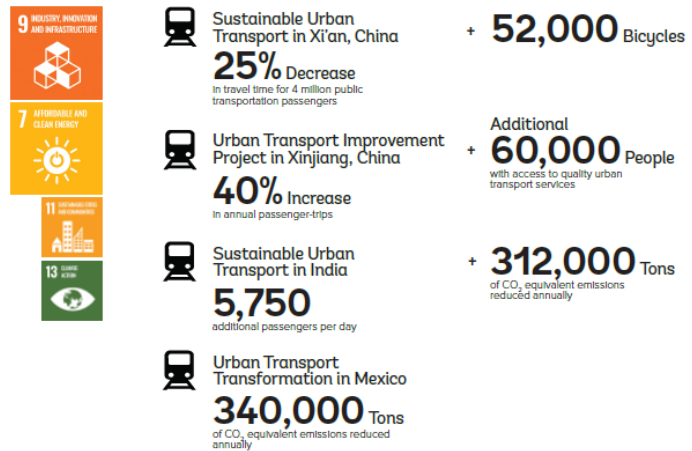 9 INDUSTRY, INNOVATION
AND INFRASTRUCTURE
7 AFFORDABLE AND
CLEAN ENERGY
11 SUSTAINABLE CITIES
AND COMMUNITIES
13 CLIMATE
ACTION
Sustainable Urban
Transport in Xi'an, China
25% Decrease
in travel time for 4 million public
transportation passengers
+ 52,000 Bicycles
Urban Transport Improvement
Project in Xinjiang, China
40% Increase
in annual passenger-trips
Additional
+ 60,000 People
with access to quality urban
transport services
Sustainable Urban
Transport in India
5,750
additional passengers per day
+ 312,000 Tons
of CO₂ equivalent emissions
reduced annually
Urban Transport
Transformation in Mexico
340,000 Tons
of CO₂ equivalent emissions reduced
annually